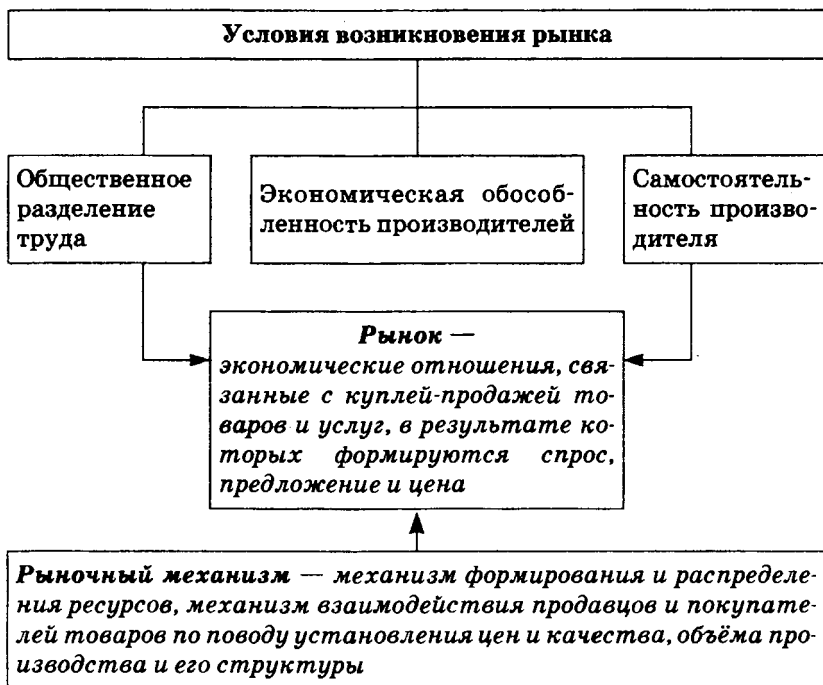 Условия возникновения рынка
Общественное
разделение
труда
Экономическая обособ-
ленность производителей
Самостоятель-
ность произво-
дителя
Рынок —
экономические отношения, свя-
занные с куплей-продажей то-
варов и услуг, в результате ко-
торых формируются спрос,
предложение и цена
Рыночный механизм — механизм формирования и распределе-
ния ресурсов, механизм взаимодействия продавцов и покупате-
лей товаров по поводу установления цен и качества, объёма про-
изводства и его структуры